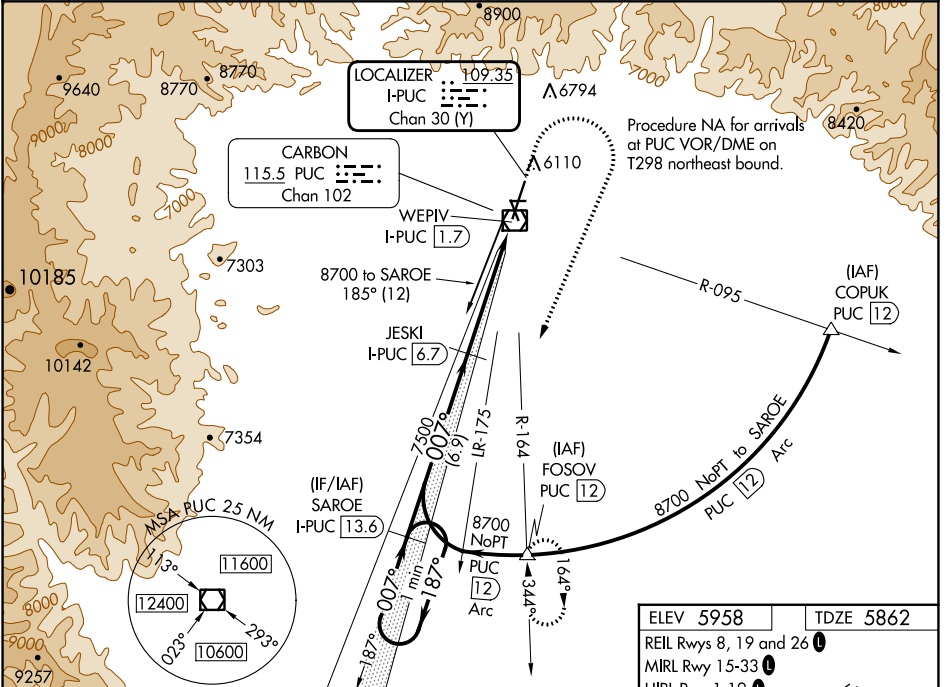 8900
8770
8770
9640
7000
LOCALIZER 109.35
I-PUC
Chan 30 (Y)
6794
8420
Procedure NA for arrivals
at PUC VOR/DME on
T298 northeast bound.
9000
8000
CARBON
115.5 PUC
Chan 102
6110
7000
WEPIV
I-PUC 1.7
7303
10185
8700 to SAROE
185° (12)
R-095
(IAF)
COPUK
PUC 12
JESKI
I-PUC 6.7
10142
7500
007°
(6.9)
LR-175
R-164
7354
(IAF)
FOSOV
PUC 12
8700 NoPT to SAROE
PUC 12 Arc
(IF/IAF)
SAROE
I-PUC 13.6
8700
NoPT
PUC
12
Arc
MSA PUC 25 NM
113°
11600
12400
023°
293°
10600
007°
1 min
187°
187°
344°
164°
8000
9000
9257
ELEV 5958
TDZE 5862
REIL Rwys 8, 19 and 26 L
MIRL Rwy 15-33 L
HIRL Rwy 1-19 L